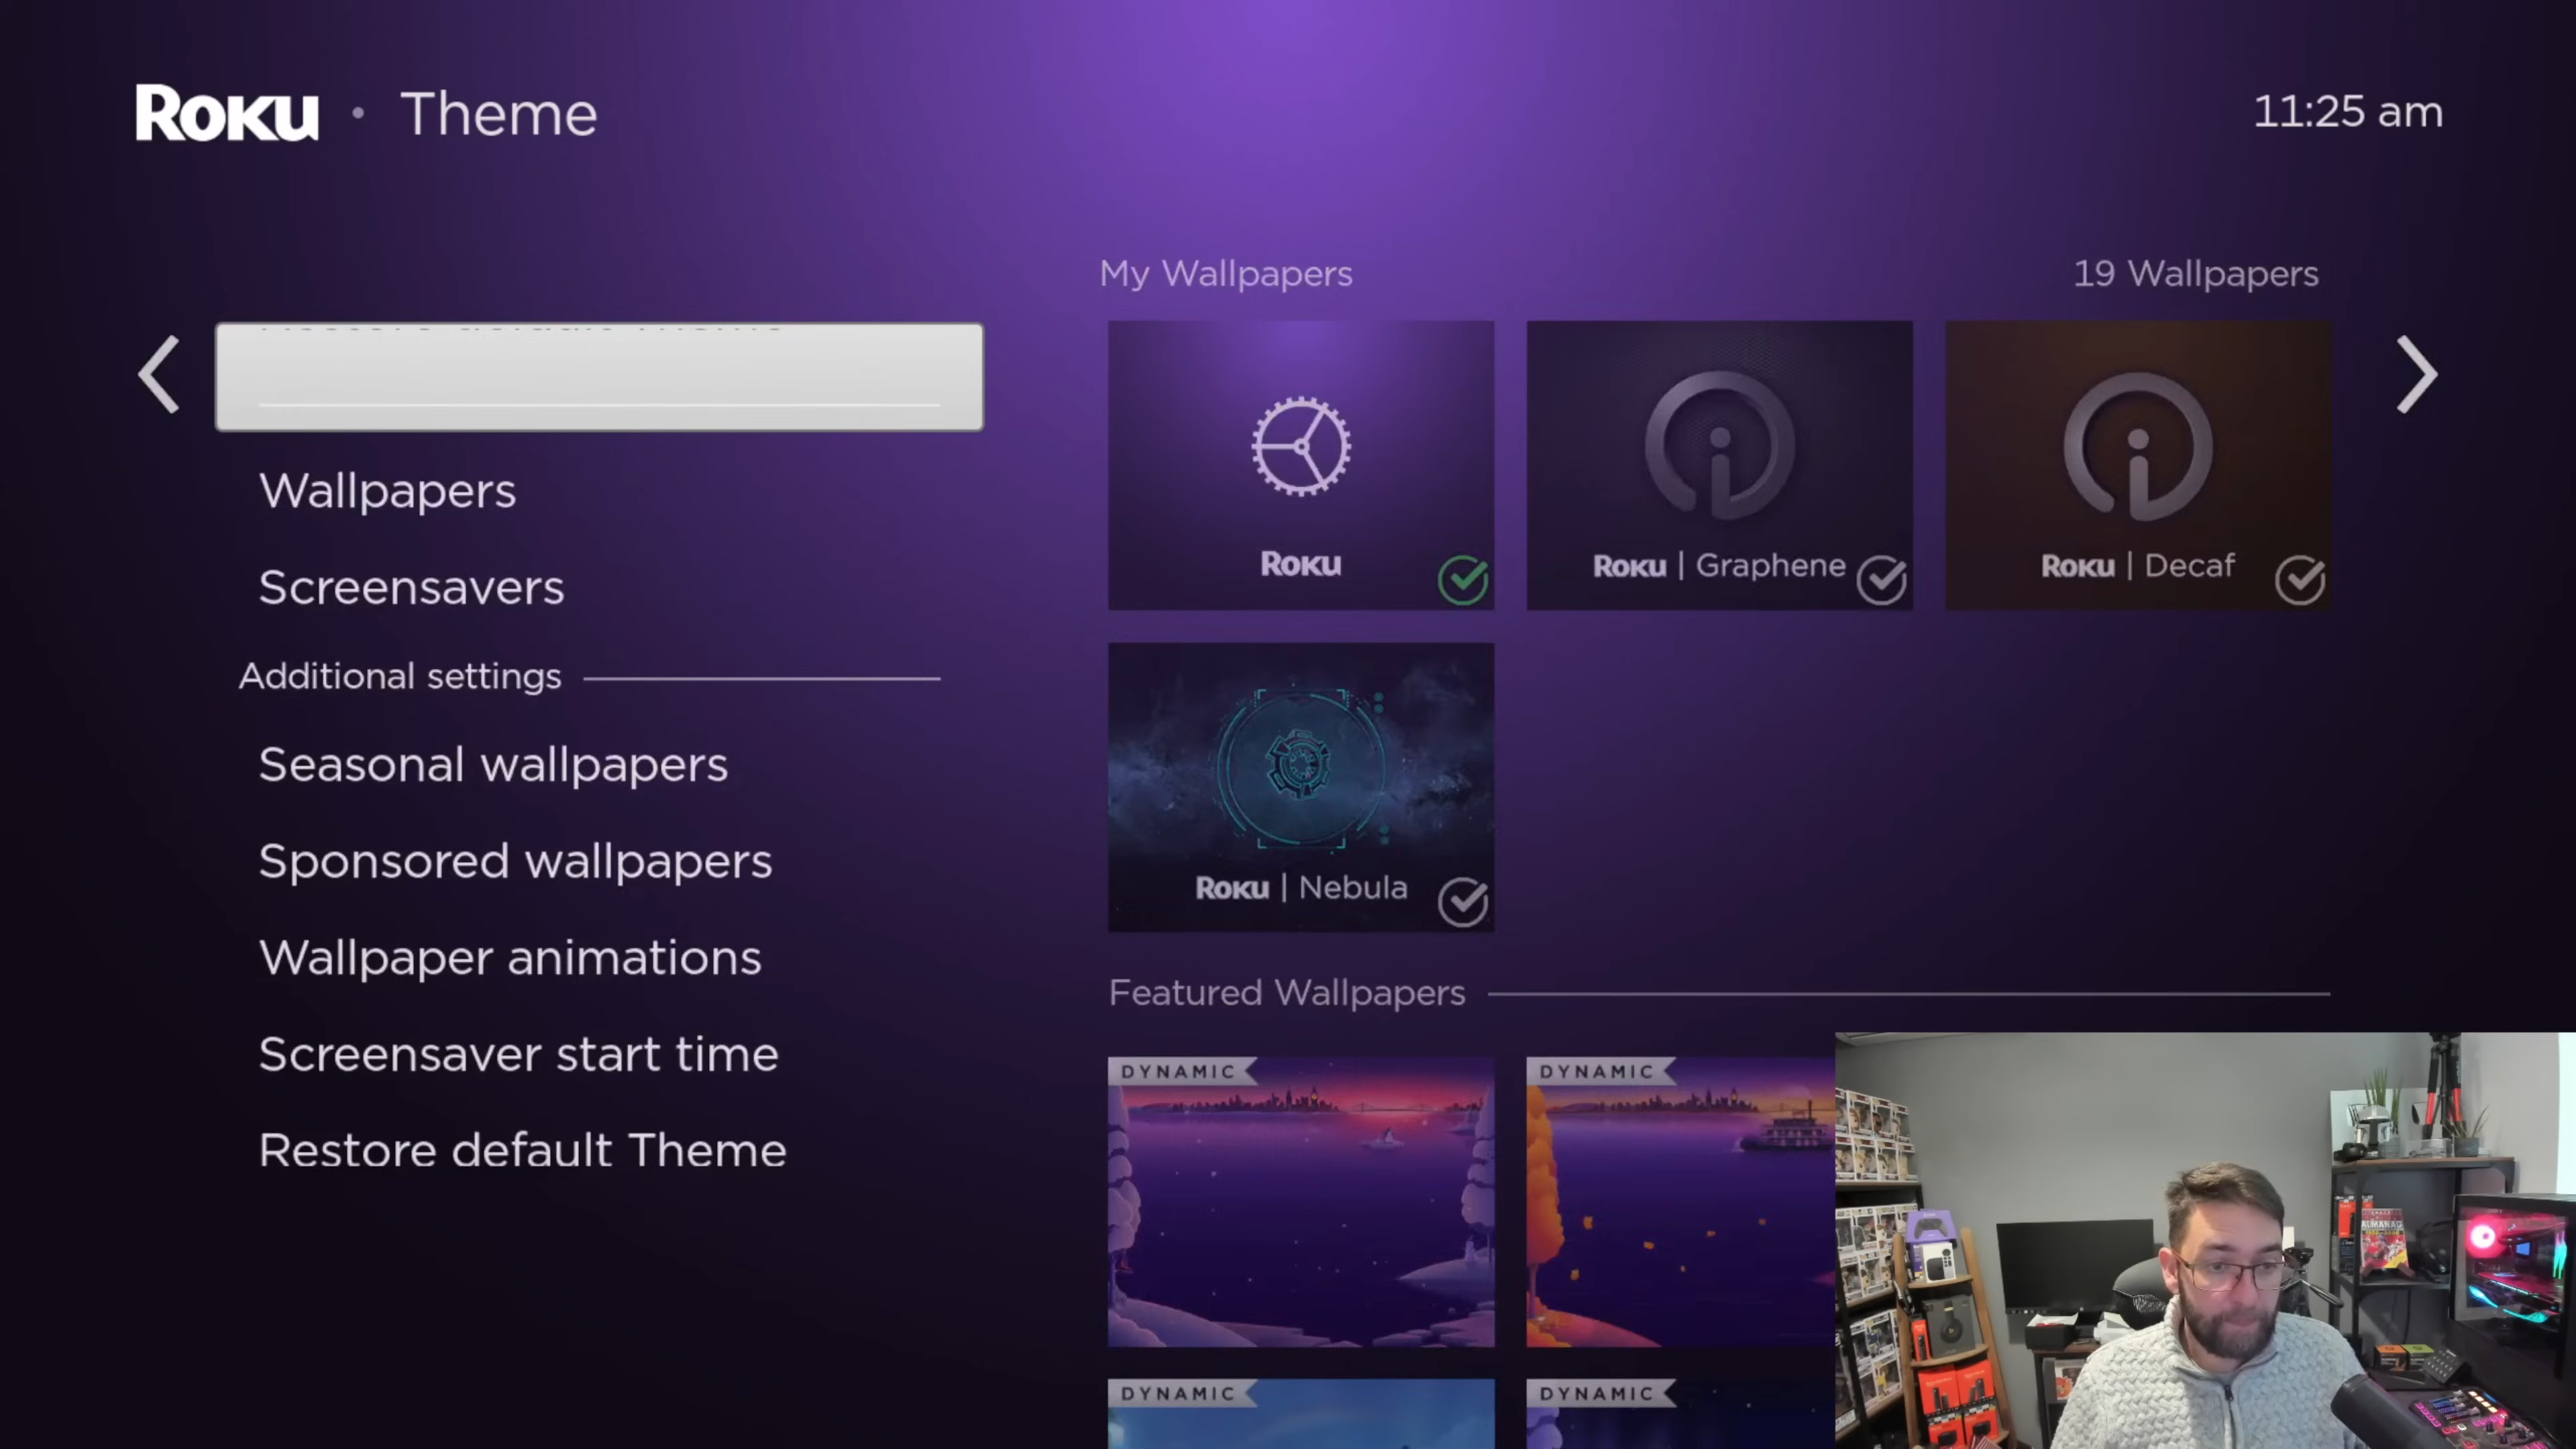 Roku • Theme
11:25 am
My Wallpapers
19 Wallpapers
Wallpapers
Screensavers
Additional settings
Seasonal wallpapers
Sponsored wallpapers
Wallpaper animations
Screensaver start time
Restore default Theme
Roku
Roku | Graphene
Roku | Decaf
Roku | Nebula
Featured Wallpapers
DYNAMIC
DYNAMIC
DYNAMIC
DYNAMIC
ALMANAC